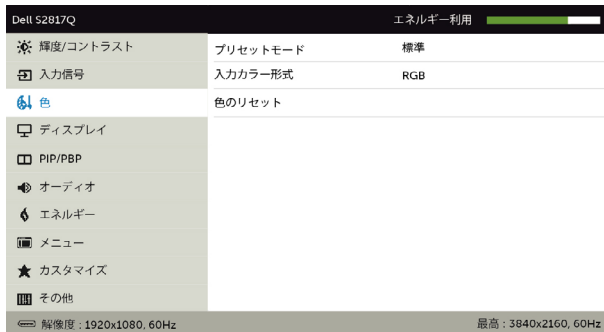 Dell S2817Q エネルギー利用
輝度/コントラスト
入力信号
色
ディスプレイ
PIP/PBP
オーディオ
エネルギー
メニュー
カスタマイズ
その他
プリセットモード 標準
入力カラー形式 RGB
色のリセット
解像度 : 1920x1080, 60Hz 最高 : 3840x2160, 60Hz